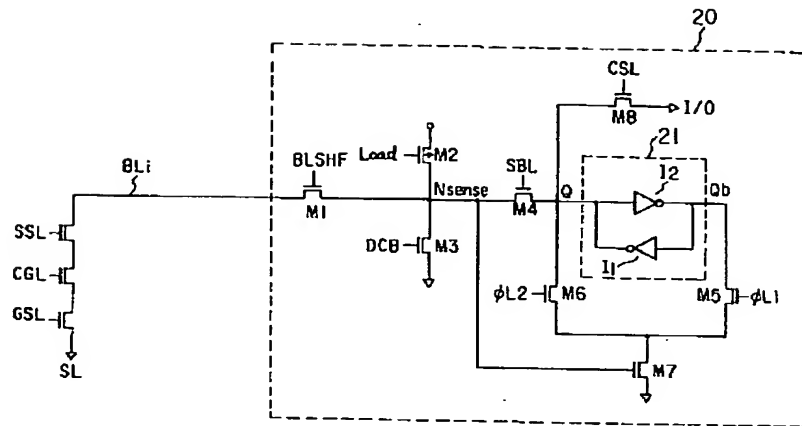 20
CSL
I/O
M8
21
BLi
Load
M2
BLSHF
SBL
I2
Nsense
Q
Qb
M1
M4
SSL
DCB
M3
I1
CGL
φL2
M6
M5
φL1
GSL
M7
SL